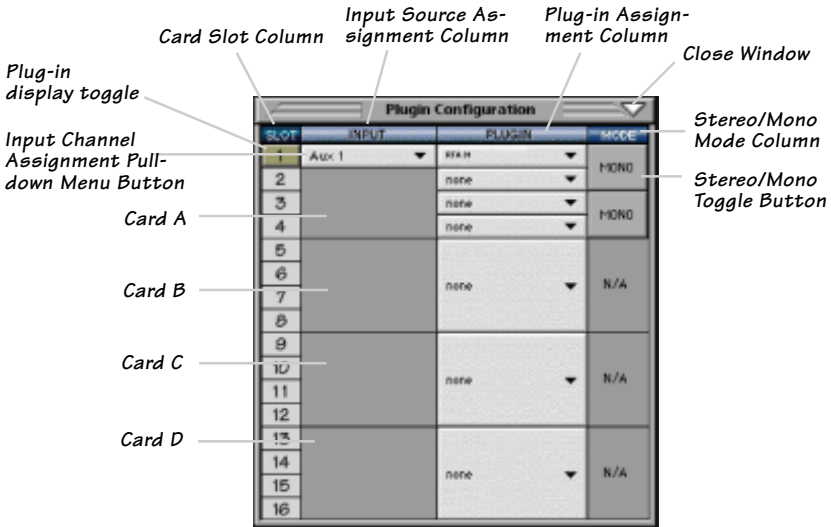 Input Source As-
signment Column
Plug-in Assign-
ment Column
Card Slot Column
Close Window
Plug-in
display toggle
Plugin Configuration
Stereo/Mono
Mode Column
SLOT INPUT PLUGIN MODE
Input Channel
Assignment Pull-
down Menu Button
1 Aux 1
MONO
2 none
Stereo/Mono
Toggle Button
3 none
MONO
Card A
4 none
5
6
Card B
none N/A
7
8
9
Card C
10
none N/A
11
12
Card D
13
14
none N/A
15
16